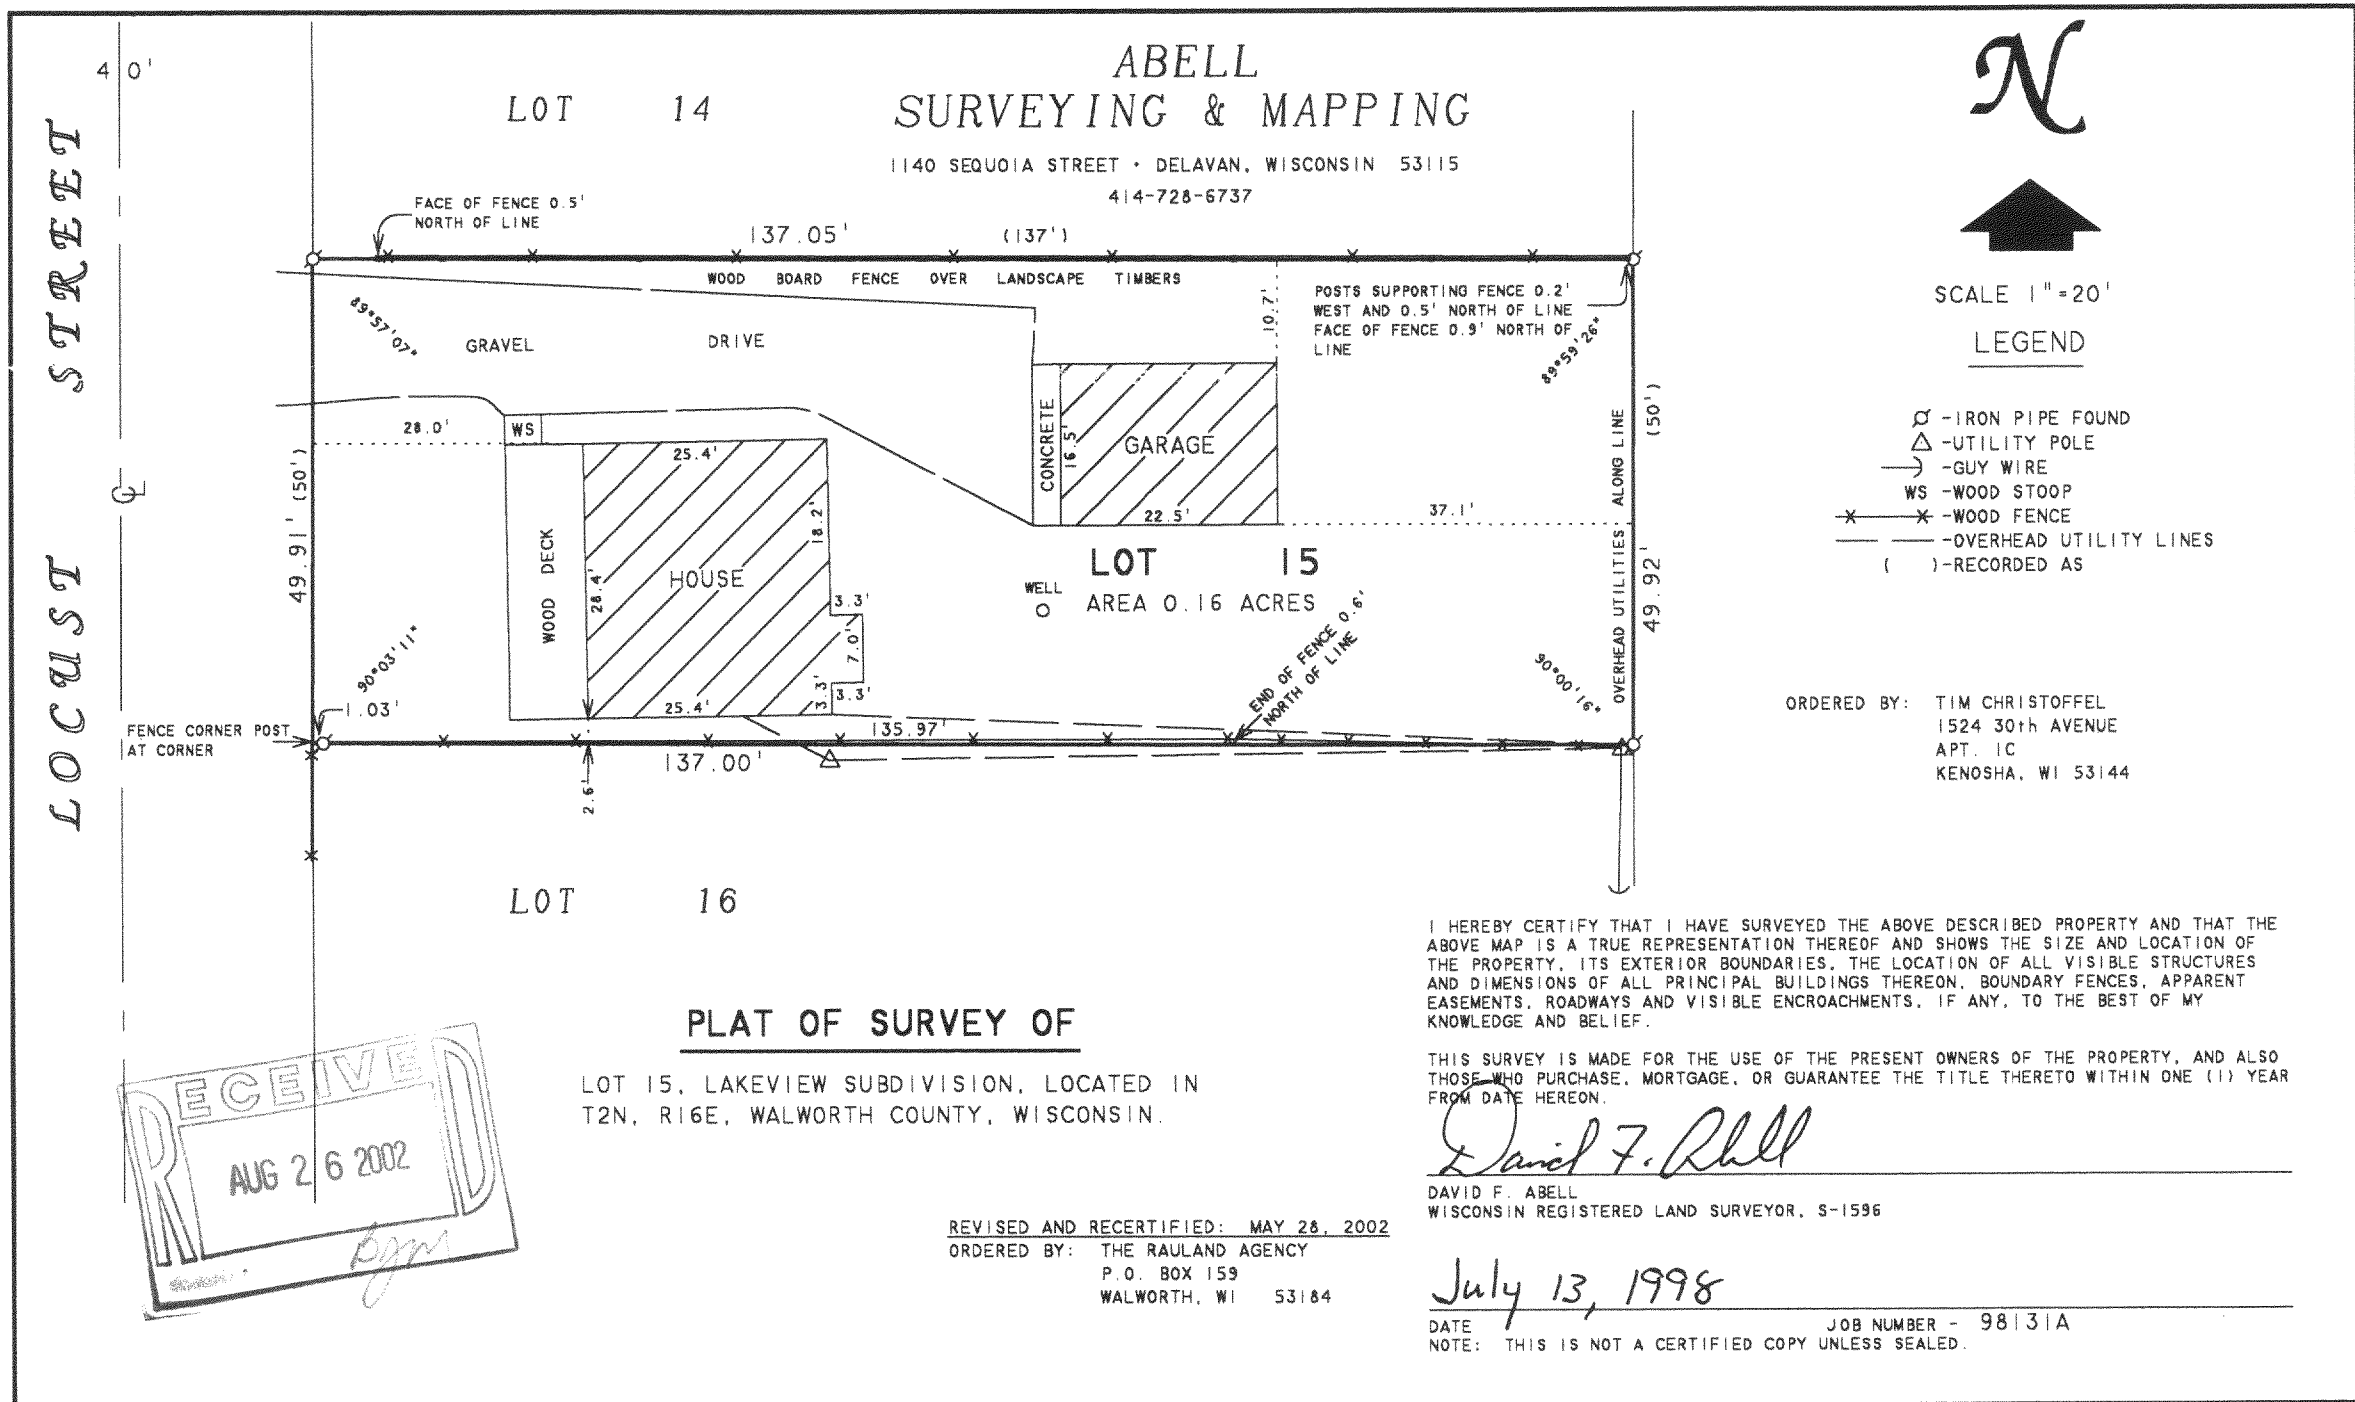 ABELL
SURVEYING & MAPPING
1140 SEQUOIA STREET • DELAVAN, WISCONSIN 53115
414-728-6737
N
SCALE 1"=20'
LEGEND
-IRON PIPE FOUND
-UTILITY POLE
-GUY WIRE
WS -WOOD STOOP
-WOOD FENCE
-OVERHEAD UTILITY LINES
( )-RECORDED AS
ORDERED BY: TIM CHRISTOFFEL
1524 30th AVENUE
APT. 1C
KENOSHA, WI 53144
40'
LOCUST STREET
LOT 14
FACE OF FENCE 0.5'
NORTH OF LINE
137.05' (137')
WOOD BOARD FENCE OVER LANDSCAPE TIMBERS
POSTS SUPPORTING FENCE 0.2'
WEST AND 0.5' NORTH OF LINE
FACE OF FENCE 0.9' NORTH OF
LINE
10.7'
89°57'07"
89°59'26"
GRAVEL DRIVE
28.0'
WS
25.4'
CONCRETE
16.5'
GARAGE
22.5'
37.1'
49.91' (50')
(50')
49.92'
OVERHEAD UTILITIES ALONG LINE
WOOD DECK
28.4'
HOUSE
18.2'
3.3'
7.0'
3.3'
3.3'
25.4'
LOT 15
WELL
AREA 0.16 ACRES
END OF FENCE 0.6'
NORTH OF LINE
90°03'11"
90°00'16"
1.03'
FENCE CORNER POST
AT CORNER
135.97'
137.00'
2.6'
LOT 16
PLAT OF SURVEY OF
LOT 15, LAKEVIEW SUBDIVISION, LOCATED IN
T2N, R16E, WALWORTH COUNTY, WISCONSIN.
RECEIVED
AUG 26 2002
REVISED AND RECERTIFIED: MAY 28, 2002
ORDERED BY: THE RAULAND AGENCY
P.O. BOX 159
WALWORTH, WI 53184
I HEREBY CERTIFY THAT I HAVE SURVEYED THE ABOVE DESCRIBED PROPERTY AND THAT THE
ABOVE MAP IS A TRUE REPRESENTATION THEREOF AND SHOWS THE SIZE AND LOCATION OF
THE PROPERTY, ITS EXTERIOR BOUNDARIES, THE LOCATION OF ALL VISIBLE STRUCTURES
AND DIMENSIONS OF ALL PRINCIPAL BUILDINGS THEREON, BOUNDARY FENCES, APPARENT
EASEMENTS, ROADWAYS AND VISIBLE ENCROACHMENTS, IF ANY, TO THE BEST OF MY
KNOWLEDGE AND BELIEF.
THIS SURVEY IS MADE FOR THE USE OF THE PRESENT OWNERS OF THE PROPERTY, AND ALSO
THOSE WHO PURCHASE, MORTGAGE, OR GUARANTEE THE TITLE THERETO WITHIN ONE (1) YEAR
FROM DATE HEREON.
David F. Abell
DAVID F. ABELL
WISCONSIN REGISTERED LAND SURVEYOR, S-1596
July 13, 1998
DATE JOB NUMBER - 98131A
NOTE: THIS IS NOT A CERTIFIED COPY UNLESS SEALED.